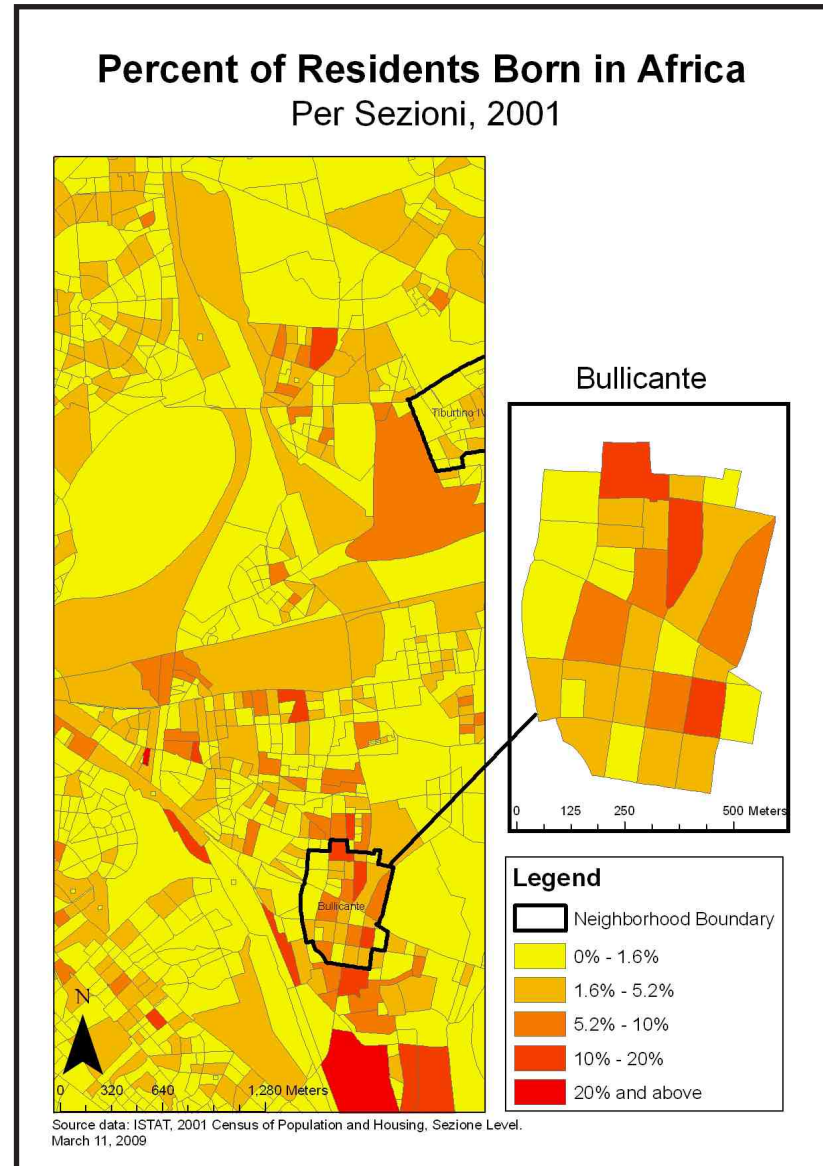 Percent of Residents Born in Africa
Per Sezioni, 2001
Tiburtino IV
Bullicante
Bullicante
0 125 250 500 Meters
Legend
Neighborhood Boundary
0% - 1.6%
1.6% - 5.2%
5.2% - 10%
10% - 20%
20% and above
N
0 320 640 1,280 Meters
Source data: ISTAT, 2001 Census of Population and Housing, Sezione Level.
March 11, 2009